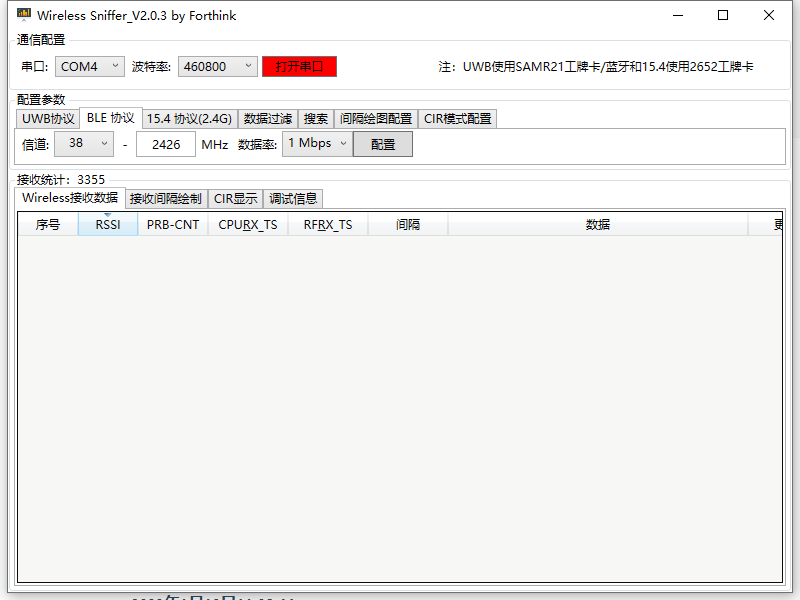 Wireless Sniffer_V2.0.3 by Forthink
通信配置
串口: COM4 波特率: 460800 打开串口 注: UWB使用SAMR21工牌卡/蓝牙和15.4使用2652工牌卡
配置参数
UWB协议 BLE 协议 15.4 协议(2.4G) 数据过滤 搜索 间隔绘图配置 CIR模式配置
信道: 38 - 2426 MHz 数据率: 1 Mbps 配置
接收统计: 3355
Wireless接收数据 接收间隔绘制 CIR显示 调试信息
序号 RSSI PRB-CNT CPURX_TS RFRX_TS 间隔 数据